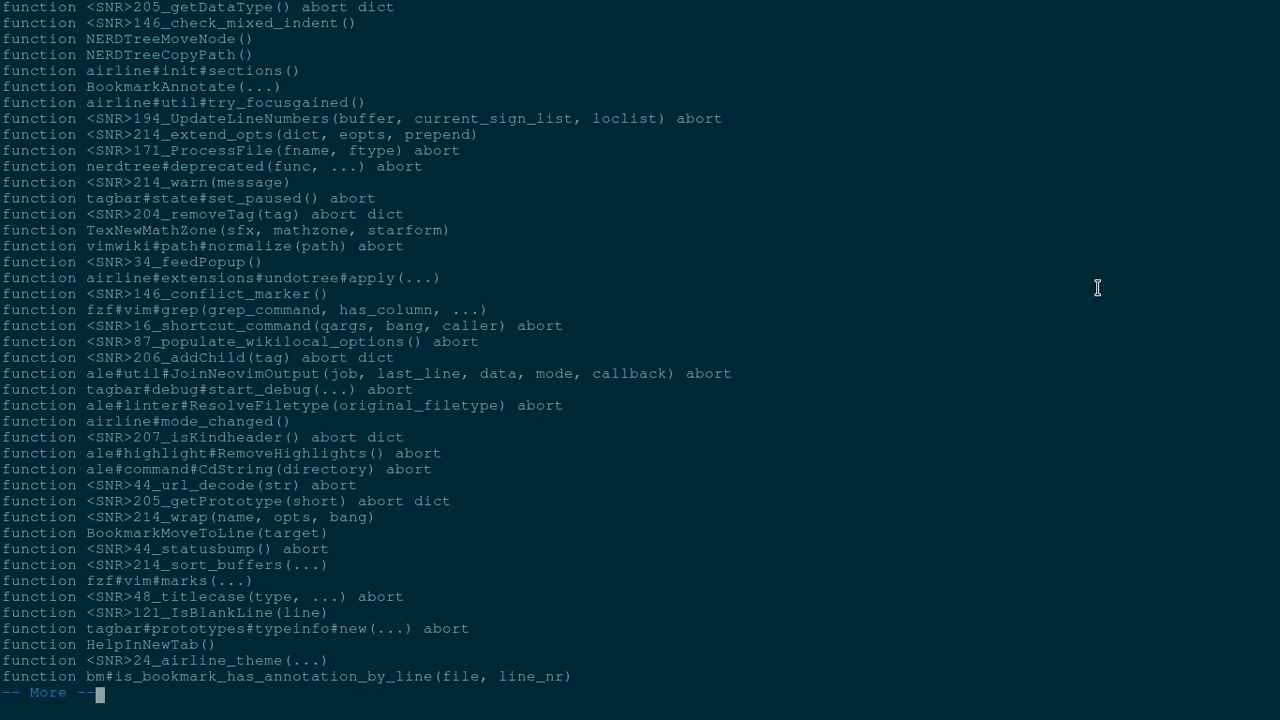 function <SNR>205_getDataType() abort dict
function <SNR>146_check_mixed_indent()
function NERDTreeMoveNode()
function NERDTreeCopyPath()
function airline#init#sections()
function BookmarkAnnotate(...)
function airline#util#try_focusgained()
function <SNR>194_UpdateLineNumbers(buffer, current_sign_list, loclist) abort
function <SNR>214_extend_opts(dict, eopts, prepend)
function <SNR>171_ProcessFile(fname, ftype) abort
function nerdtree#deprecated(func, ...) abort
function <SNR>214_warn(message)
function tagbar#state#set_paused() abort
function <SNR>204_removeTag(tag) abort dict
function TexNewMathZone(sfx, mathzone, starform)
function vimwiki#path#normalize(path) abort
function <SNR>34_feedPopup()
function airline#extensions#undotree#apply(...)
function <SNR>146_conflict_marker()
function fzf#vim#grep(grep_command, has_column, ...)
function <SNR>16_shortcut_command(qargs, bang, caller) abort
function <SNR>87_populate_wikilocal_options() abort
function <SNR>206_addChild(tag) abort dict
function ale#util#JoinNeovimOutput(job, last_line, data, mode, callback) abort
function tagbar#debug#start_debug(...) abort
function ale#linter#ResolveFiletype(original_filetype) abort
function airline#mode_changed()
function <SNR>207_isKindheader() abort dict
function ale#highlight#RemoveHighlights() abort
function ale#command#CdString(directory) abort
function <SNR>44_url_decode(str) abort
function <SNR>205_getPrototype(short) abort dict
function <SNR>214_wrap(name, opts, bang)
function BookmarkMoveToLine(target)
function <SNR>44_statusbump() abort
function <SNR>214_sort_buffers(...)
function fzf#vim#marks(...)
function <SNR>48_titlecase(type, ...) abort
function <SNR>121_IsBlankLine(line)
function tagbar#prototypes#typeinfo#new(...) abort
function HelpInNewTab()
function <SNR>24_airline_theme(...)
function bm#is_bookmark_has_annotation_by_line(file, line_nr)
-- More --